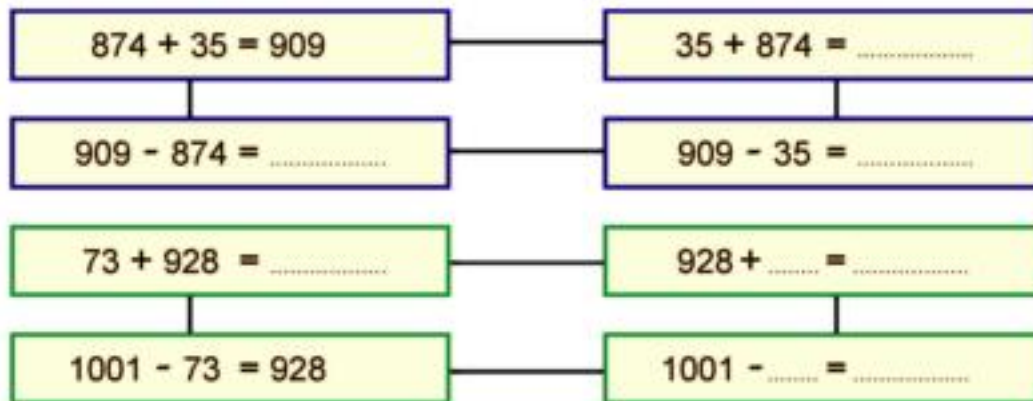 874 + 35 = 909
35 + 874 = ...............
909 - 874 = ...............
909 - 35 = ...............
73 + 928 = ...............
928 + ....... = ...............
1001 - 73 = 928
1001 - ....... = ...............